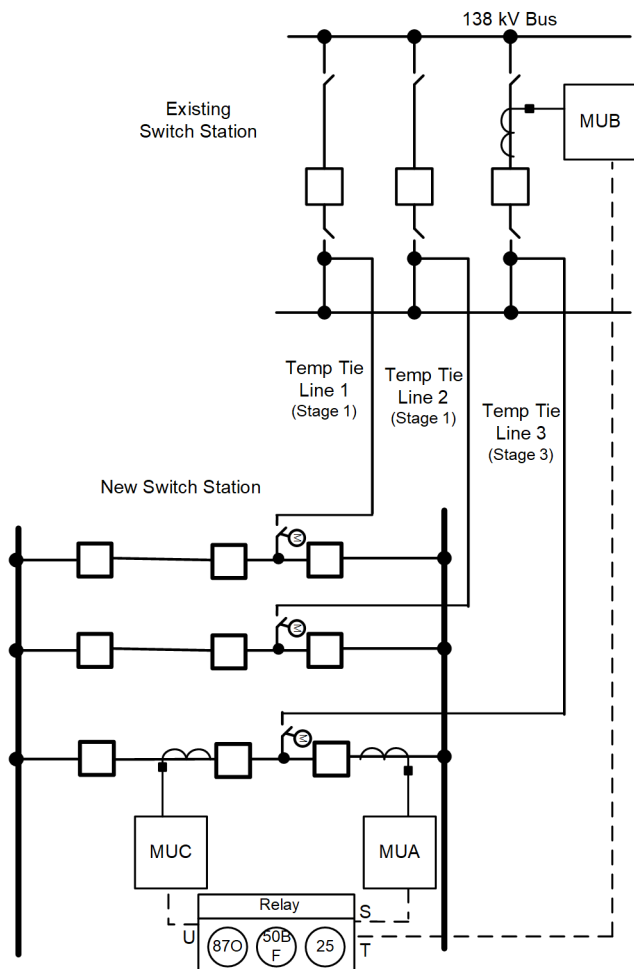 138 kV Bus
Existing
Switch Station
MUB
Temp Tie
Line 1
(Stage 1)
Temp Tie
Line 2
(Stage 1)
Temp Tie
Line 3
(Stage 3)
New Switch Station
M
M
M
MUC
MUA
Relay
U
S
T
87O
50B
F
25